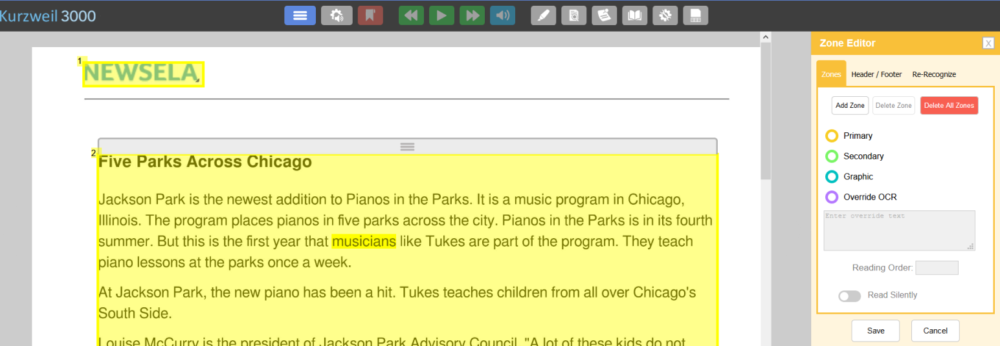 Kurzweil 3000
1
NEWSELA
2
Five Parks Across Chicago
Jackson Park is the newest addition to Pianos in the Parks. It is a music program in Chicago,
Illinois. The program places pianos in five parks across the city. Pianos in the Parks is in its fourth
summer. But this is the first year that musicians like Tukes are part of the program. They teach
piano lessons at the parks once a week.
At Jackson Park, the new piano has been a hit. Tukes teaches children from all over Chicago's
South Side.
Louise McCurry is the president of Jackson Park Advisory Council. "A lot of these kids do not
Zone Editor
X
Zones Header / Footer Re-Recognize
Add Zone Delete Zone Delete All Zones
Primary
Secondary
Graphic
Override OCR
Enter override text
Reading Order:
Read Silently
Save Cancel